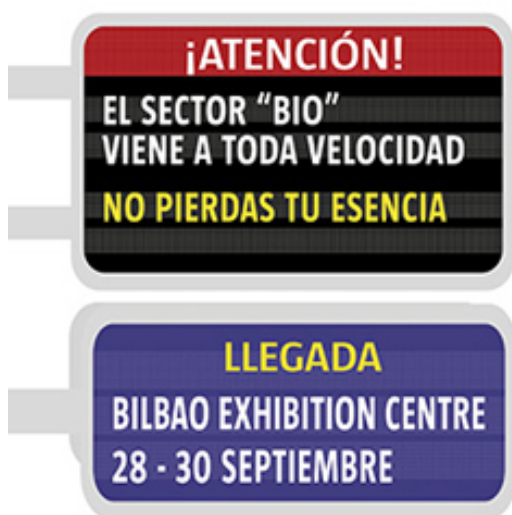 ¡ATENCIÓN!
EL SECTOR “BIO”
VIENE A TODA VELOCIDAD
NO PIERDAS TU ESENCIA
LLEGADA
BILBAO EXHIBITION CENTRE
28 - 30 SEPTIEMBRE